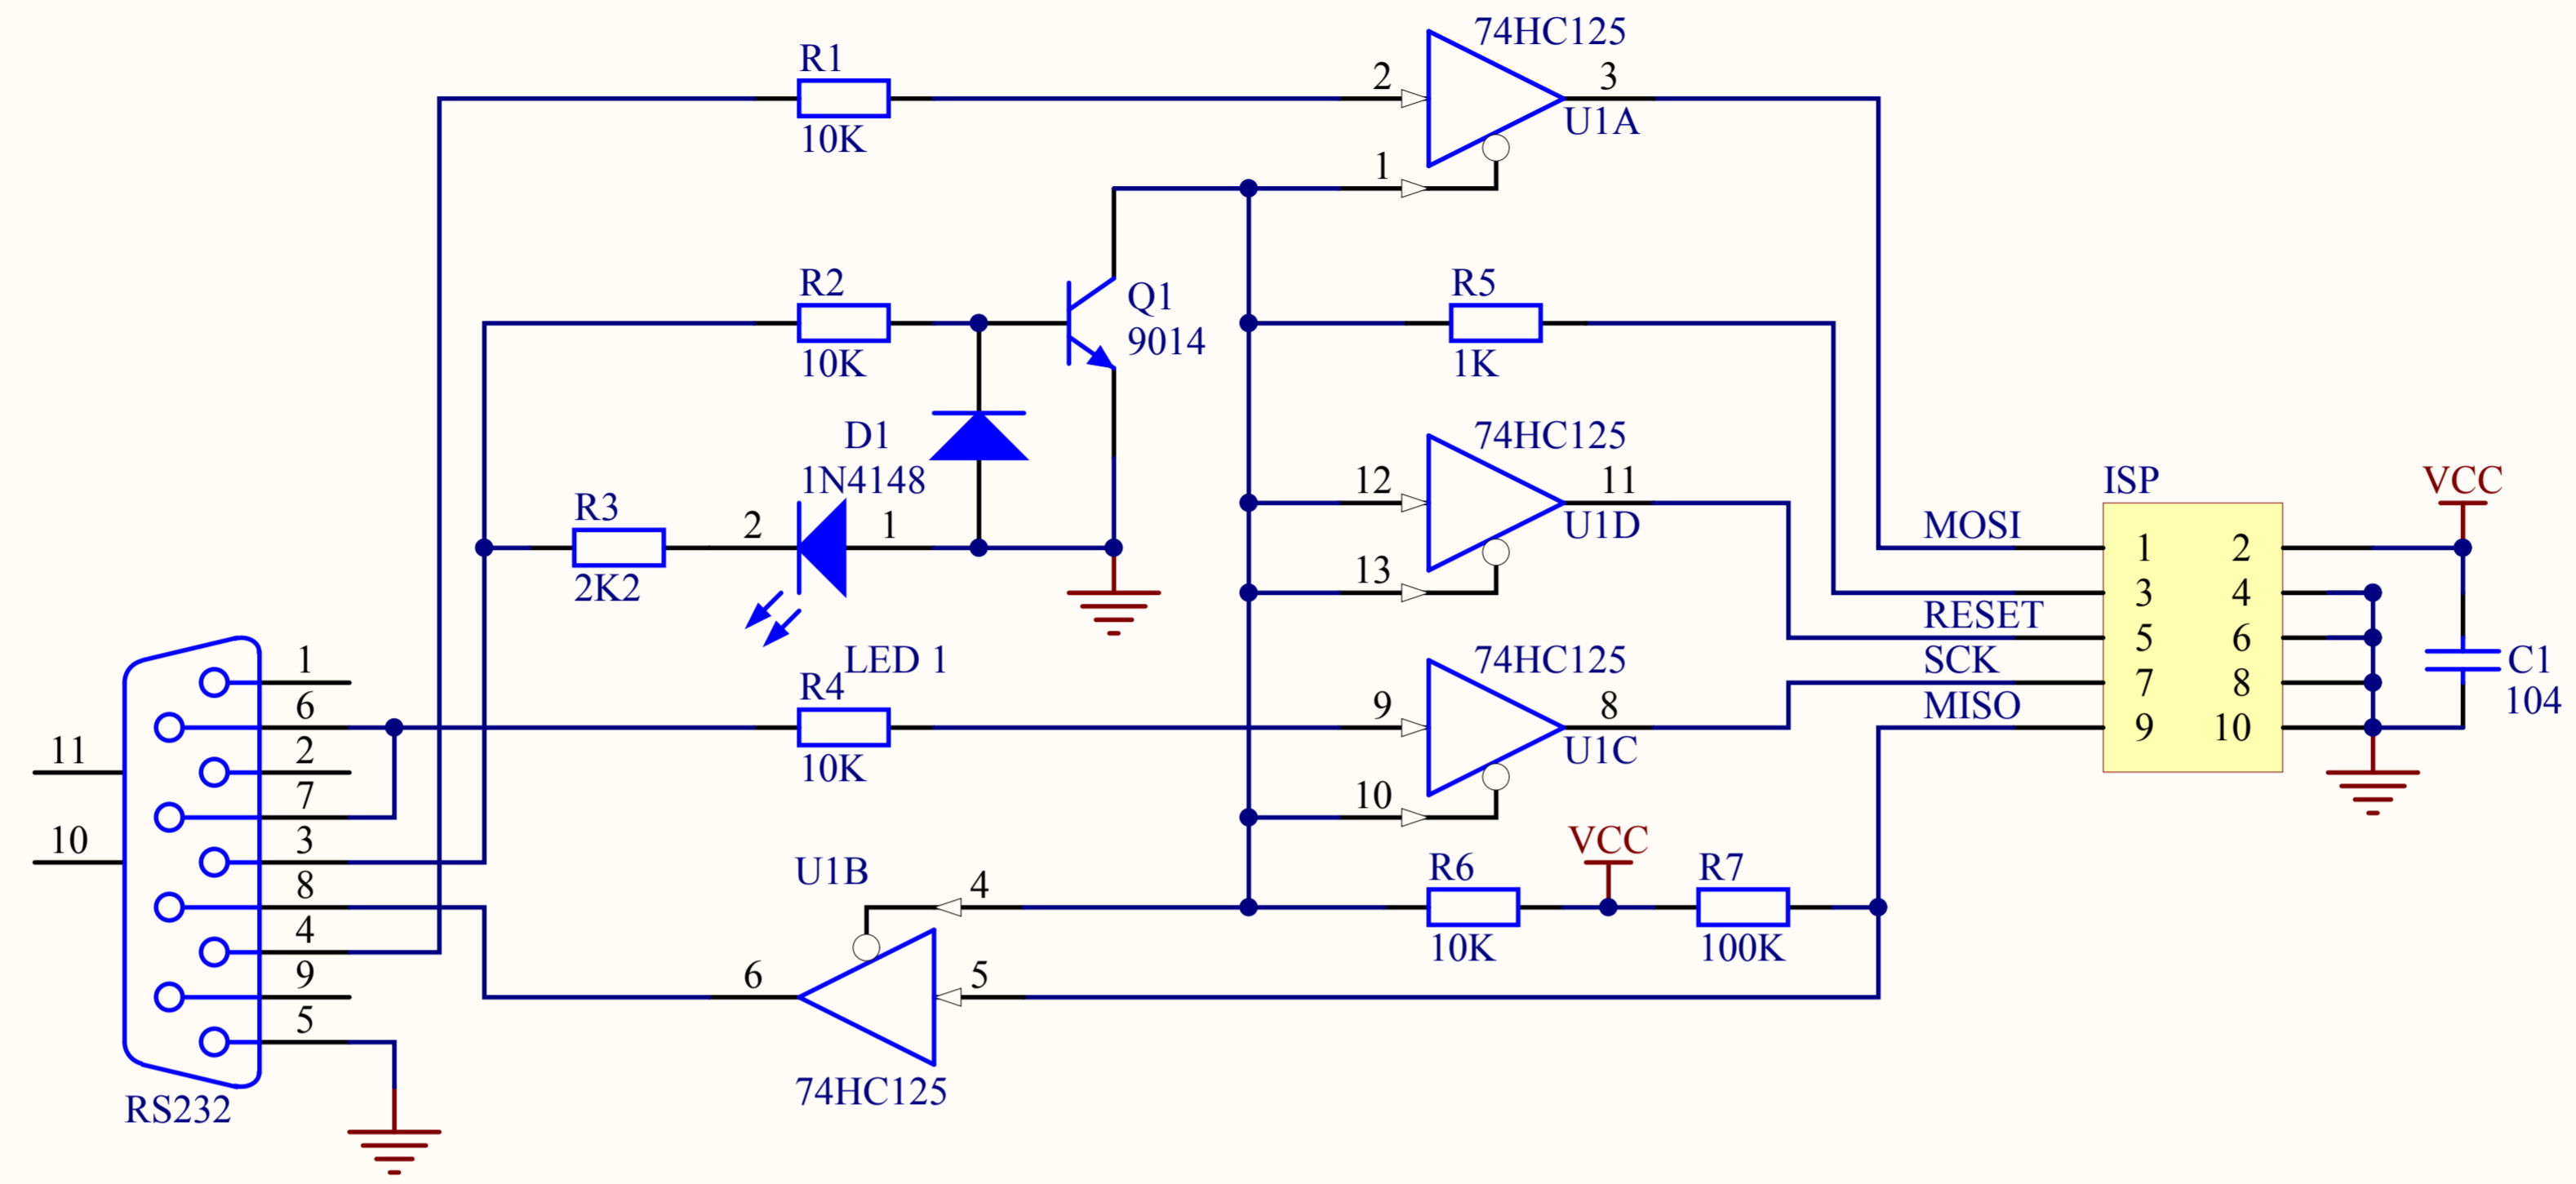 74HC125
R1
2
3
10K
U1A
1
R2
R5
Q1
9014
10K
1K
D1
74HC125
1N4148
12
11
ISP
VCC
R3
2
1
U1D
MOSI
1
2
2K2
13
3
4
RESET
5
6
1
LED 1
74HC125
SCK
7
8
C1
104
6
R4
9
8
MISO
9
10
11
2
10K
U1C
7
10
10
3
U1B
VCC
8
4
R6
R7
4
10K
100K
9
6
5
5
74HC125
RS232